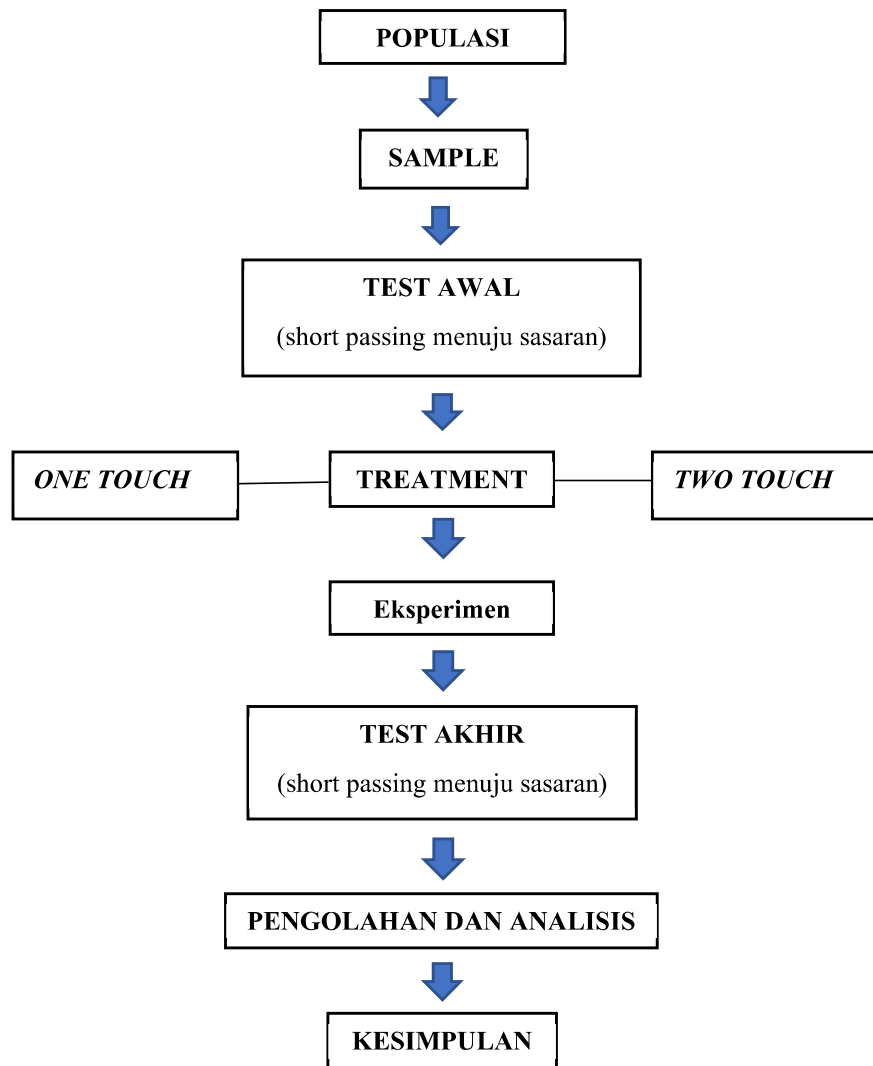 POPULASI
SAMPLE
TEST AWAL
(short passing menuju sasaran)
ONE TOUCH
TREATMENT
TWO TOUCH
Eksperimen
TEST AKHIR
(short passing menuju sasaran)
PENGOLAHAN DAN ANALISIS
KESIMPULAN